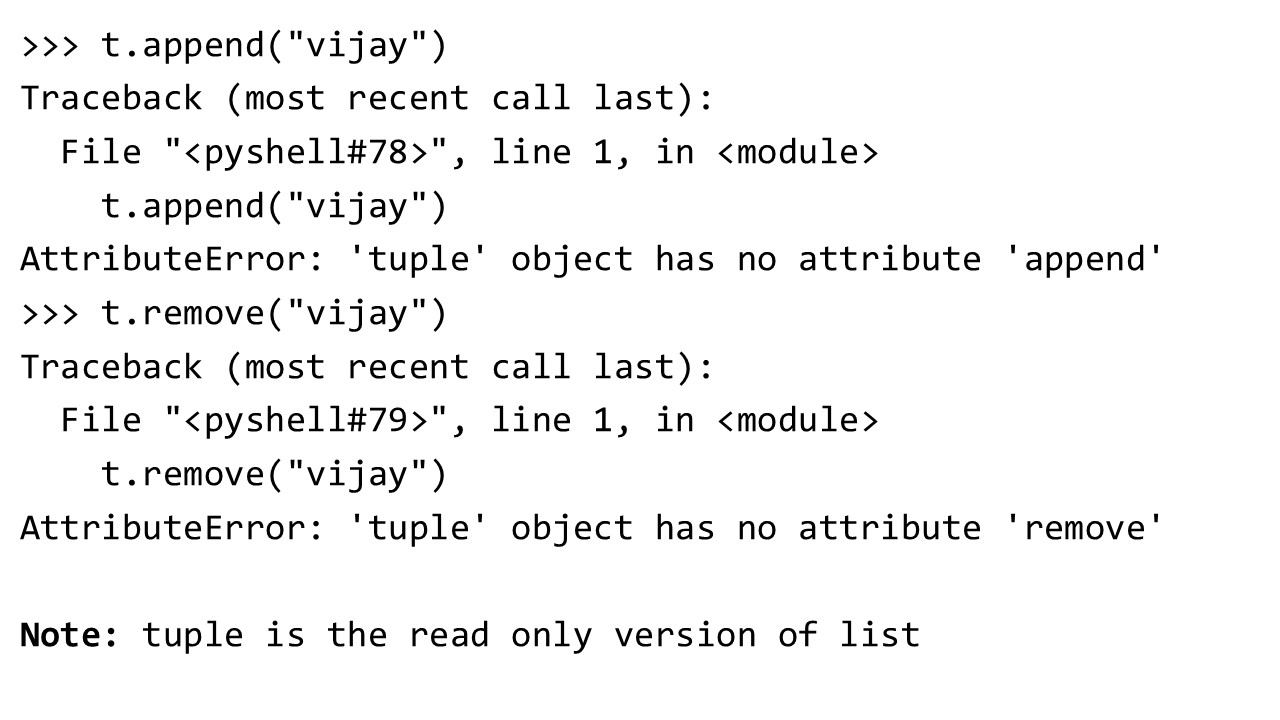 >>> t.append("vijay")
Traceback (most recent call last):
  File "<pyshell#78>", line 1, in <module>
    t.append("vijay")
AttributeError: 'tuple' object has no attribute 'append'
>>> t.remove("vijay")
Traceback (most recent call last):
  File "<pyshell#79>", line 1, in <module>
    t.remove("vijay")
AttributeError: 'tuple' object has no attribute 'remove'
Note: tuple is the read only version of list